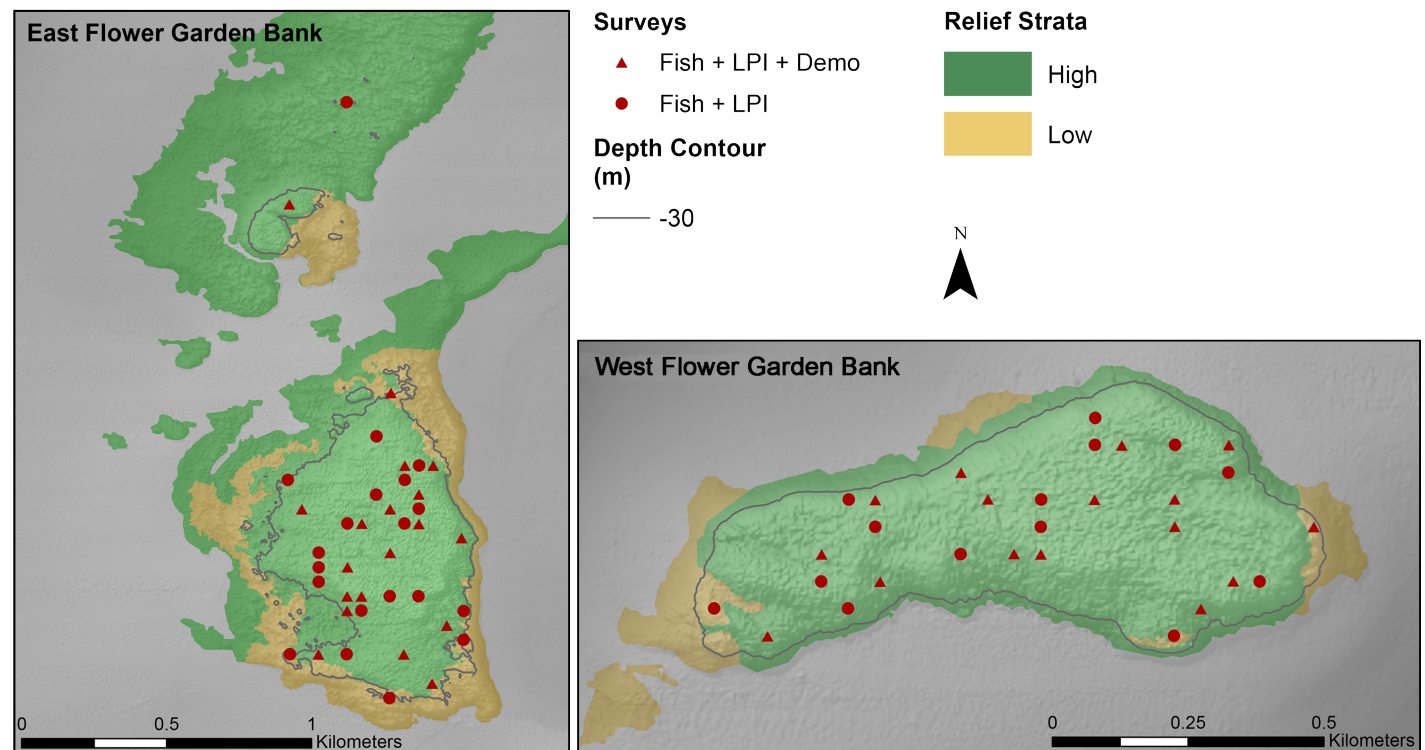 East Flower Garden Bank
Surveys
Fish + LPI + Demo
Fish + LPI
Depth Contour
(m)
-30
Relief Strata
High
Low
N
West Flower Garden Bank
0 0.5 1
Kilometers
0 0.25 0.5
Kilometers